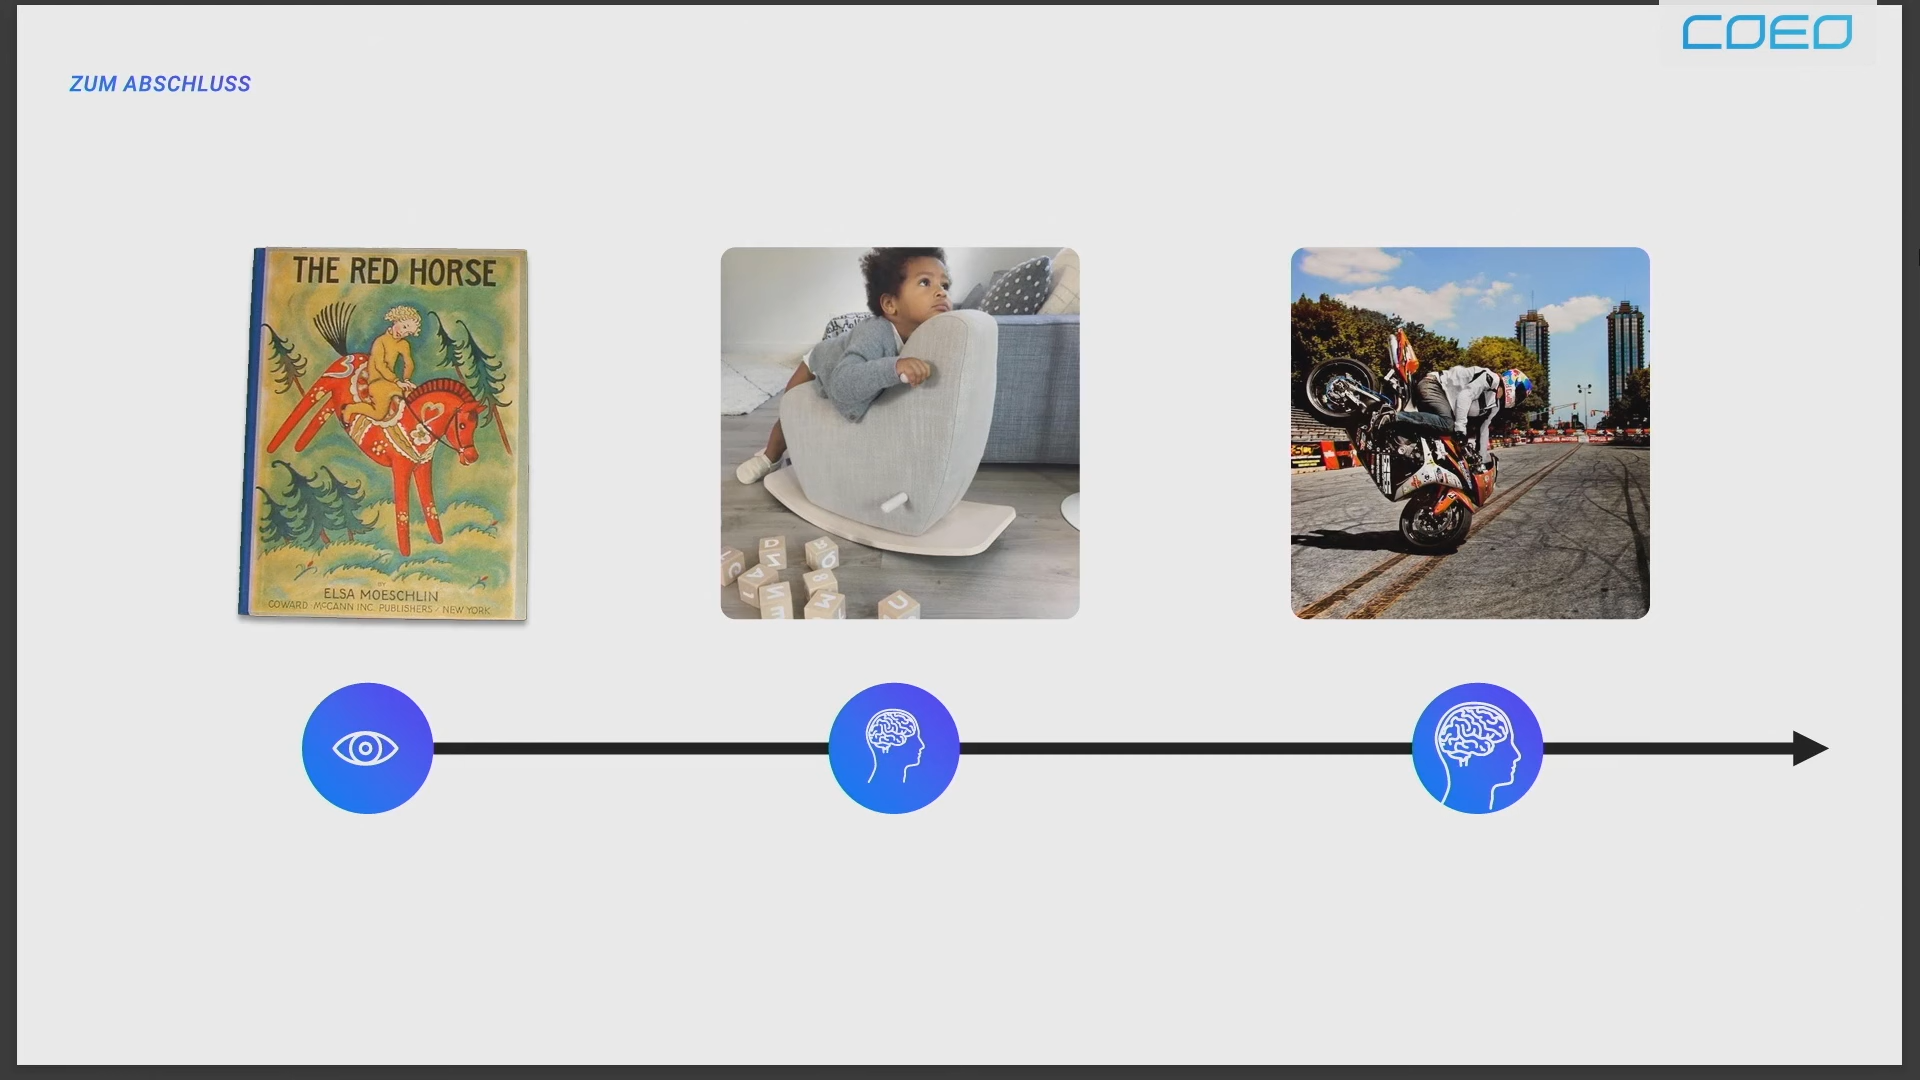 COEO
ZUM ABSCHLUSS
THE RED HORSE
BY
ELSA MOESCHLIN
COWARD-McCANN INC. PUBLISHERS / NEW YORK